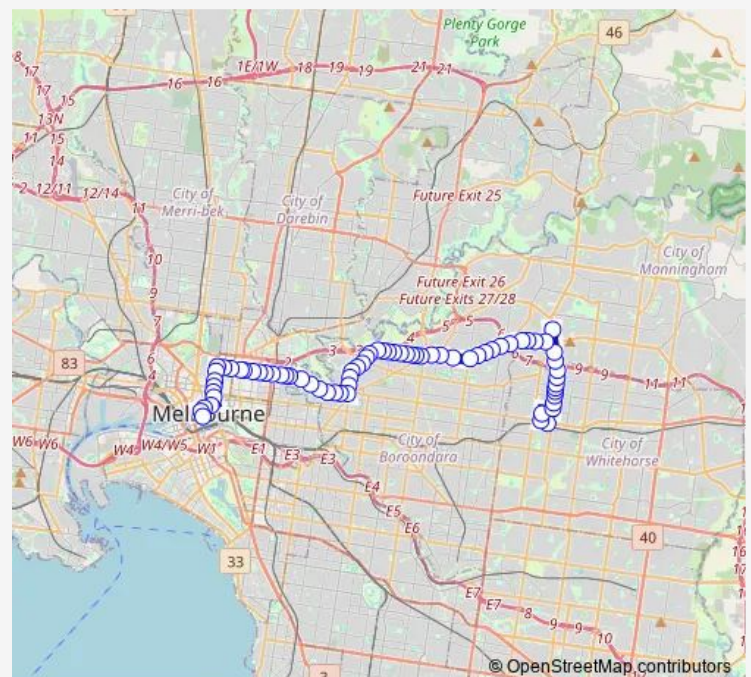 Plenty Gorge
Park
46
1E/1W
18
19
19
21
21
16
16
8
17
17
15
13N
11
15
14
2
12/11
12/14
11
City of
Merri-bek
City of
Darebin
Future Exit 25
10
9
9
7
6
4
83
City of
Manningham
Future Exit 26
Future Exits 27/28
2
3
4
5
5
6
7
9
11
11
Melbourne
W6
W6
W4
W4/W5
W1
E1
E3
E3
E4
E5
E6
E7
E7
8
9
9
10
City of
Boroondara
City of
Whitehorse
33
40
3
17
16
© OpenStreetMap contributors